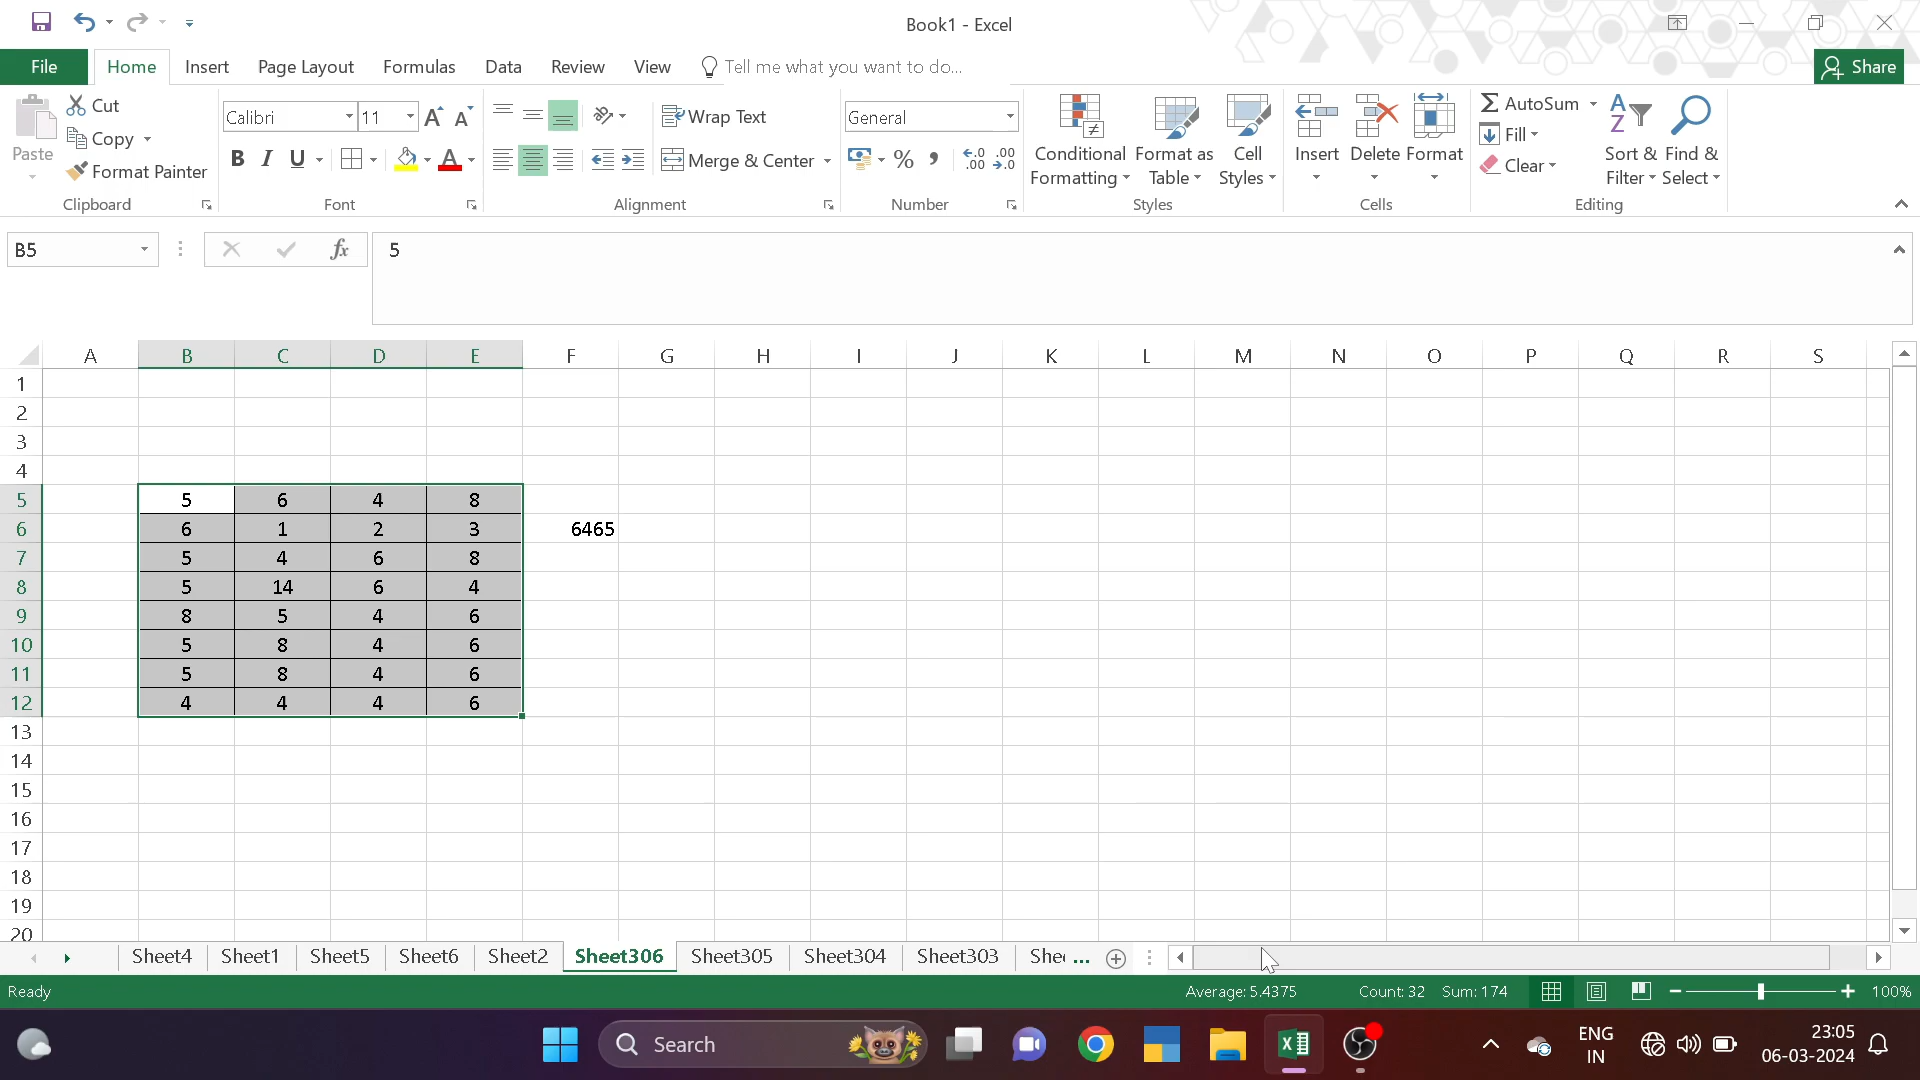 Book1 - Excel
File Home Insert Page Layout Formulas Data Review View Tell me what you want to do... Share
Paste
Cut
Copy
Format Painter
Clipboard
Calibri 11
B I U A
Font
Wrap Text
Merge & Center
Alignment
General
% , .00 .0
Number
Conditional Formatting
Format as Table
Cell Styles
Styles
Insert Delete Format
Cells
AutoSum
Fill
Clear
Sort & Filter
Find & Select
Editing
B5 fx 5
A B C D E F G H I J K L M N O P Q R S
1
2
3
4
5 5 6 4 8
6 6 1 2 3 6465
7 5 4 6 8
8 5 14 6 4
9 8 5 4 6
10 5 8 4 6
11 5 8 4 6
12 4 4 4 6
13
14
15
16
17
18
19
20
Sheet4 Sheet1 Sheet5 Sheet6 Sheet2 Sheet306 Sheet305 Sheet304 Sheet303 She ...
Ready Average: 5.4375 Count: 32 Sum: 174 100%
Search ENG IN 23:05 06-03-2024